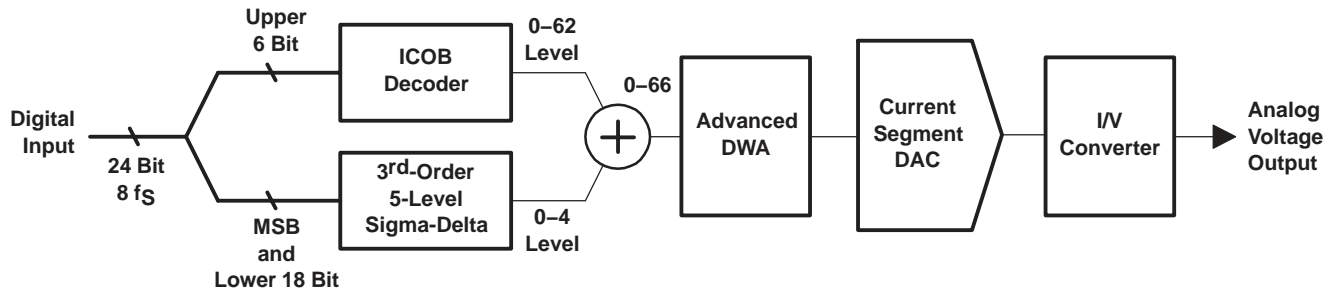 Digital
Input
24 Bit
8 fS
Upper
6 Bit
MSB
and
Lower 18 Bit
ICOB
Decoder
3rd-Order
5-Level
Sigma-Delta
0–62
Level
0–4
Level
0–66
+
Advanced
DWA
Current
Segment
DAC
I/V
Converter
Analog
Voltage
Output